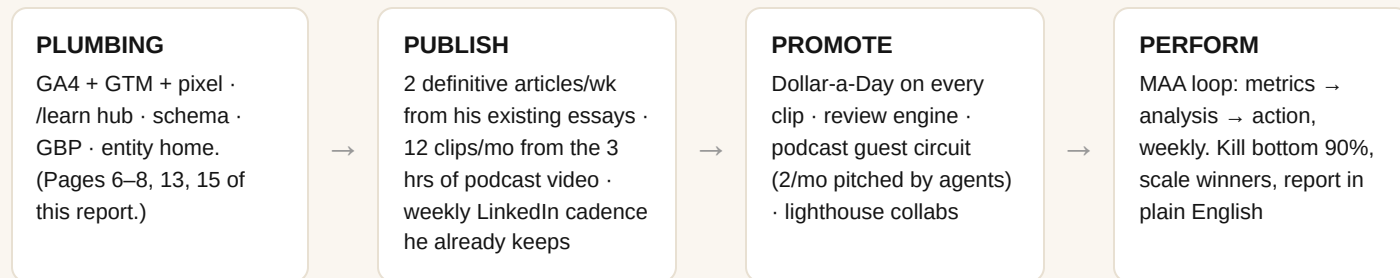 PLUMBING
GA4 + GTM + pixel ·
/learn hub · schema ·
GBP · entity home.
(Pages 6–8, 13, 15 of
this report.)
→
PUBLISH
2 definitive articles/wk
from his existing essays ·
12 clips/mo from the 3
hrs of podcast video ·
weekly LinkedIn cadence
he already keeps
→
PROMOTE
Dollar-a-Day on every
clip · review engine ·
podcast guest circuit
(2/mo pitched by agents)
· lighthouse collabs
→
PERFORM
MAA loop: metrics →
analysis → action,
weekly. Kill bottom 90%,
scale winners, report in
plain English